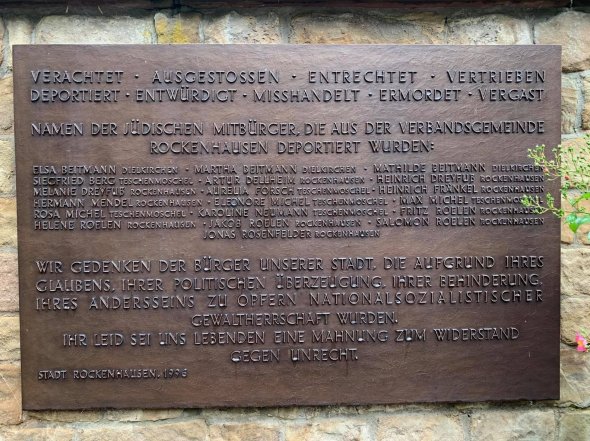 VERACHTET · AUSGESTOSSEN · ENTRECHTET · VERTRIEBEN
DEPORTIERT · ENTWÜRDIGT · MISSHANDELT · ERMORDET · VERGAST
NAMEN DER JÜDISCHEN MITBÜRGER, DIE AUS DER VERBANDSGEMEINDE
ROCKENHAUSEN DEPORTIERT WURDEN:
ELSA BEITMANN DIELKIRCHEN · MARTHA BEITMANN DIELKIRCHEN · MATHILDE BEITMANN DIELKIRCHEN
SIEGFRIED BERG TESCHENMOSCHEL · ARTUR DELLHEIM ROCKENHAUSEN · HEINRICH DREYFUß ROCKENHAUSEN
MELANIE DREYFUß ROCKENHAUSEN · AURELIA FORSCH TESCHENMOSCHEL · HEINRICH FRÄNKEL ROCKENHAUSEN
HERMANN MENDEL ROCKENHAUSEN · ELEONORE MICHEL TESCHENMOSCHEL · MAX MICHEL TESCHENMOSCHEL
ROSA MICHEL TESCHENMOSCHEL · KAROLINE NEUMANN TESCHENMOSCHEL · FRITZ ROELEN ROCKENHAUSEN
HELENE ROELEN ROCKENHAUSEN · JAKOB ROELEN ROCKENHAUSEN · SALOMON ROELEN ROCKENHAUSEN
JONAS ROSENFELDER ROCKENHAUSEN
WIR GEDENKEN DER BÜRGER UNSERER STADT, DIE AUFGRUND IHRES
GLAUBENS, IHRER POLITISCHEN ÜBERZEUGUNG, IHRER BEHINDERUNG,
IHRES ANDERSSEINS ZU OPFERN NATIONALSOZIALISTISCHER
GEWALTHERRSCHAFT WURDEN.
IHR LEID SEI UNS LEBENDEN EINE MAHNUNG ZUM WIDERSTAND
GEGEN UNRECHT.
STADT ROCKENHAUSEN, 1996